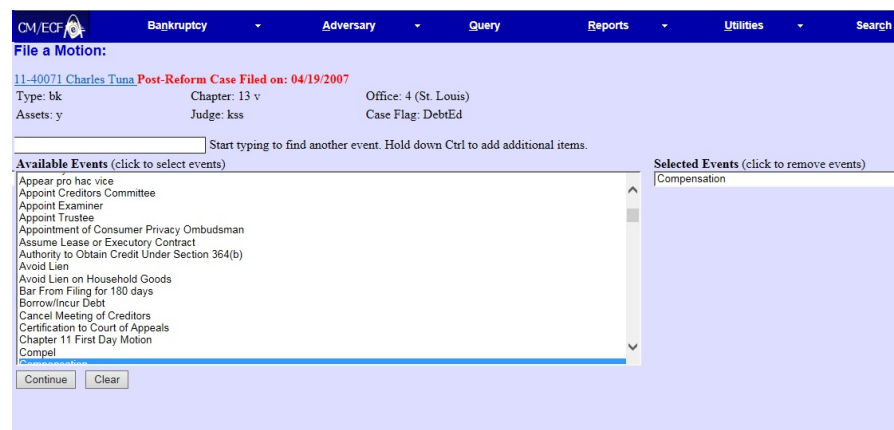 CM/ECF Bankruptcy Adversary Query Reports Utilities Search
File a Motion:
11-40071 Charles Tuna Post-Reform Case Filed on: 04/19/2007
Type: bk Chapter: 13 v Office: 4 (St. Louis)
Assets: y Judge: kss Case Flag: DebtEd
Start typing to find another event. Hold down Ctrl to add additional items.
Available Events (click to select events) Selected Events (click to remove events)
Appear pro hac vice Compensation
Appoint Creditors Committee
Appoint Examiner
Appoint Trustee
Appointment of Consumer Privacy Ombudsman
Assume Lease or Executory Contract
Authority to Obtain Credit Under Section 364(b)
Avoid Lien
Avoid Lien on Household Goods
Bar From Filing for 180 days
Borrow/Incur Debt
Cancel Meeting of Creditors
Certification to Court of Appeals
Chapter 11 First Day Motion
Compel
Compensation
Continue Clear